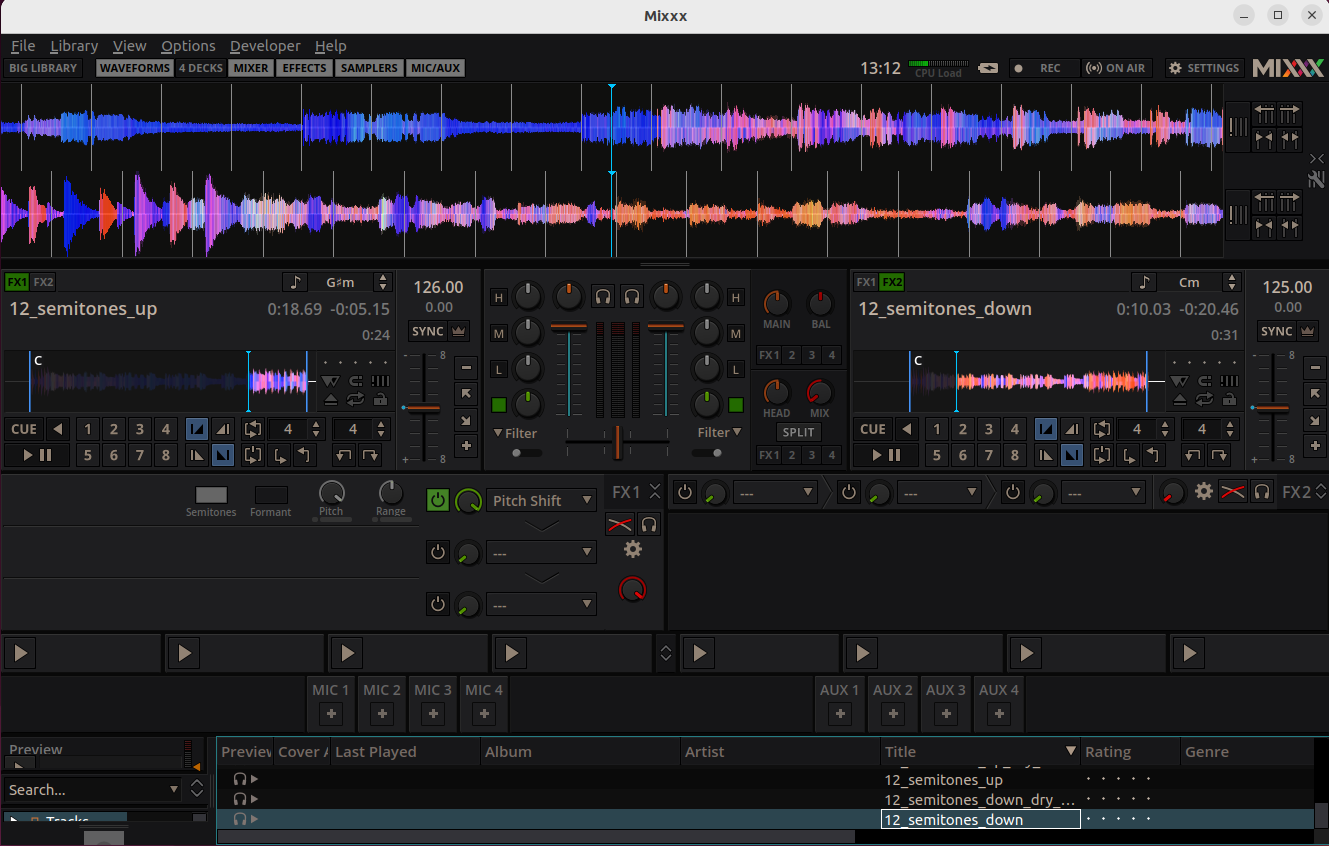 Mixxx
File Library View Options Developer Help
BIG LIBRARY WAVEFORMS 4 DECKS MIXER EFFECTS SAMPLERS MIC/AUX 13:12 CPU Load REC ON AIR SETTINGS MIXXX
FX1 FX2 G♯m
12_semitones_up 0:18.69 -0:05.15
0:24
126.00
0.00
SYNC
C
8
8
CUE 1 2 3 4 4 4
5 6 7 8
H H
M M
L L
Filter Filter
MAIN BAL
FX1 2 3 4
HEAD MIX
SPLIT
FX1 2 3 4
FX1 FX2 Cm
12_semitones_down 0:10.03 -0:20.46
0:31
125.00
0.00
SYNC
C
8
8
CUE 1 2 3 4 4 4
5 6 7 8
Semitones Formant Pitch Range
Pitch Shift FX1
---
---
--- --- --- FX2
MIC 1 MIC 2 MIC 3 MIC 4 AUX 1 AUX 2 AUX 3 AUX 4
Preview
Search...
Tracks
Preview Cover A Last Played Album Artist Title Rating Genre
12_semitones_up
12_semitones_down_dry_...
12_semitones_down